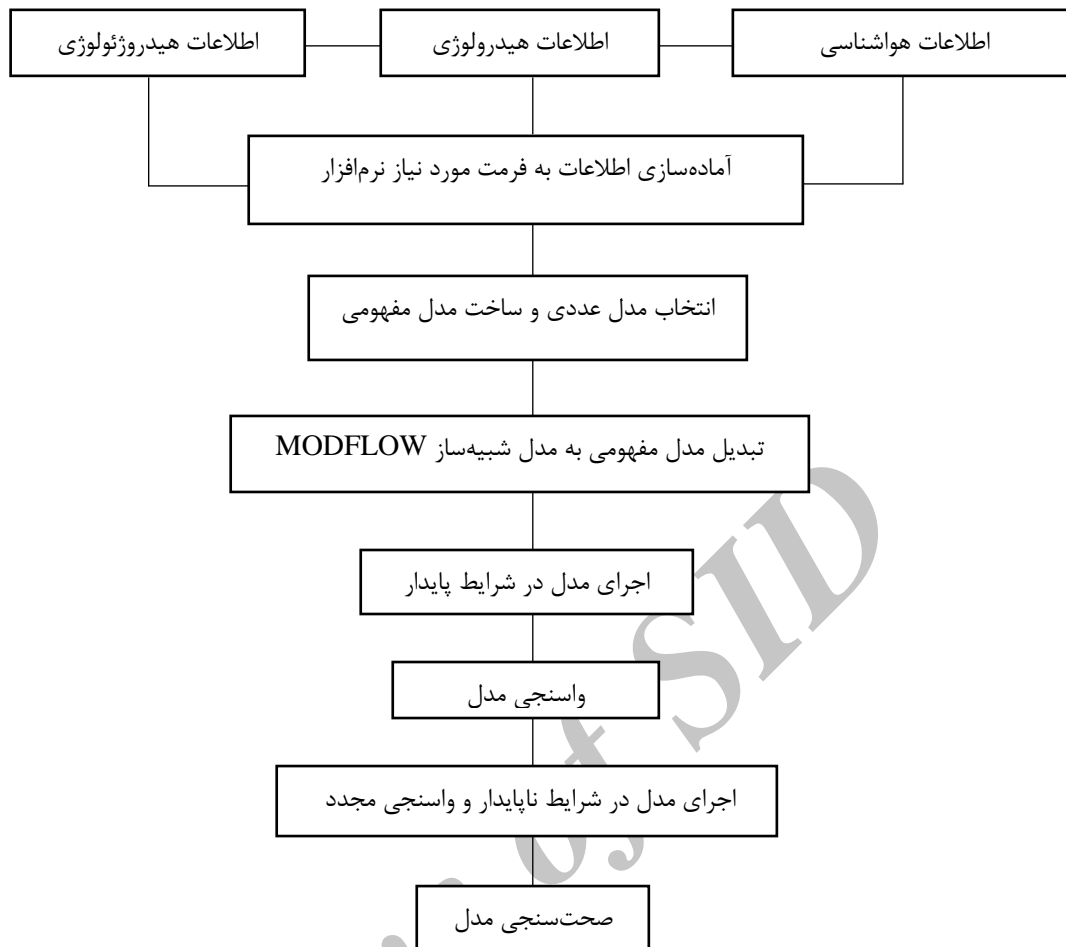 اطلاعات هواشناسی
اطلاعات هیدرولوژی
اطلاعات هیدروژئولوژی
آماده‌سازی اطلاعات به فرمت مورد نیاز نرم‌افزار
انتخاب مدل عددی و ساخت مدل مفهومی
تبدیل مدل مفهومی به مدل شبیه‌ساز MODFLOW
اجرای مدل در شرایط پایدار
واسنجی مدل
اجرای مدل در شرایط ناپایدار و واسنجی مجدد
صحت‌سنجی مدل
of SID